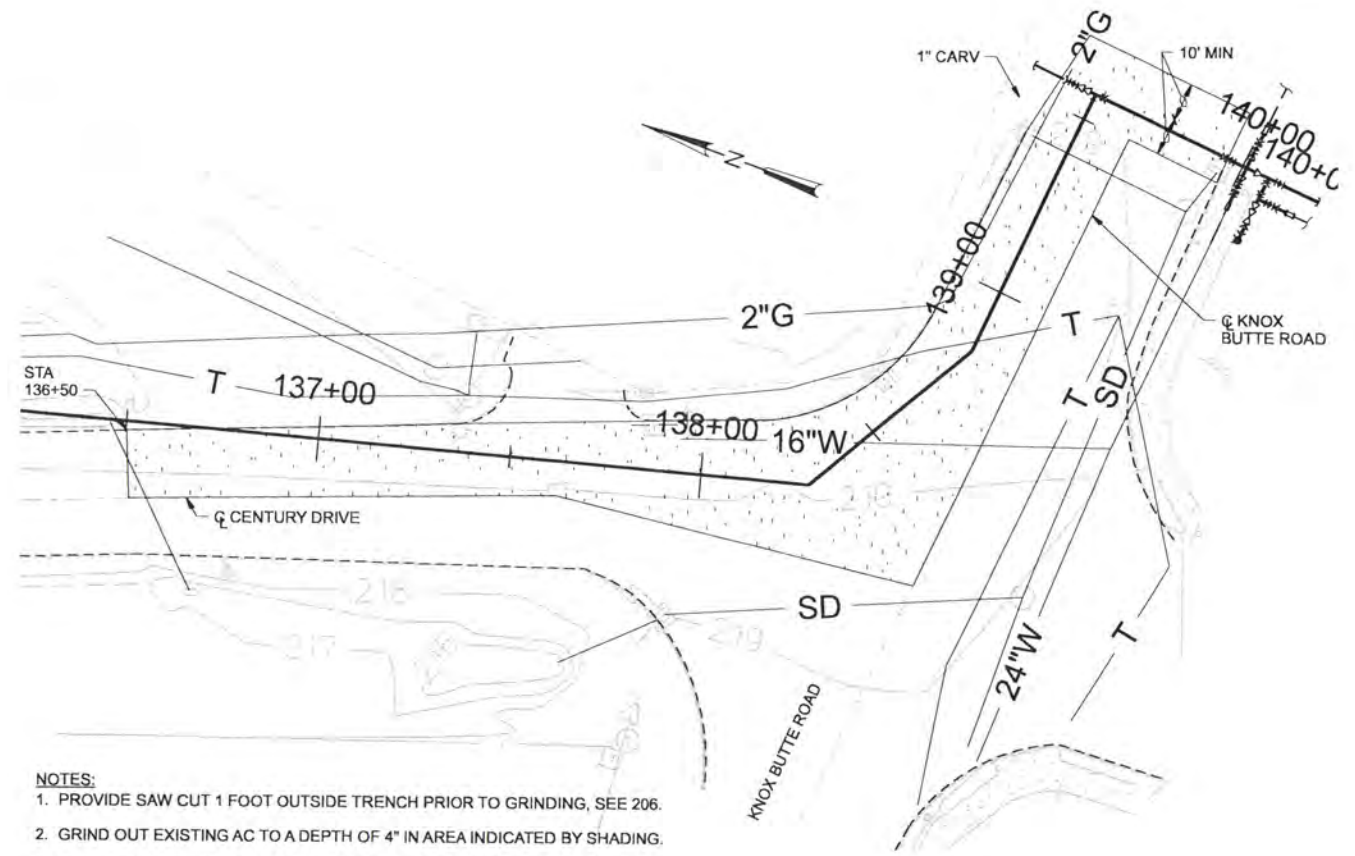 2"G
1" CARV
10' MIN
T
140+00
N
139+00
2"G
T
℄ KNOX
BUTTE ROAD
STA
136+50
T
137+00
138+00
16"W
T
SD
℄ CENTURY DRIVE
218
217
SD
219
24"W
T
KNOX BUTTE ROAD
NOTES:
1. PROVIDE SAW CUT 1 FOOT OUTSIDE TRENCH PRIOR TO GRINDING, SEE 206.
2. GRIND OUT EXISTING AC TO A DEPTH OF 4" IN AREA INDICATED BY SHADING.